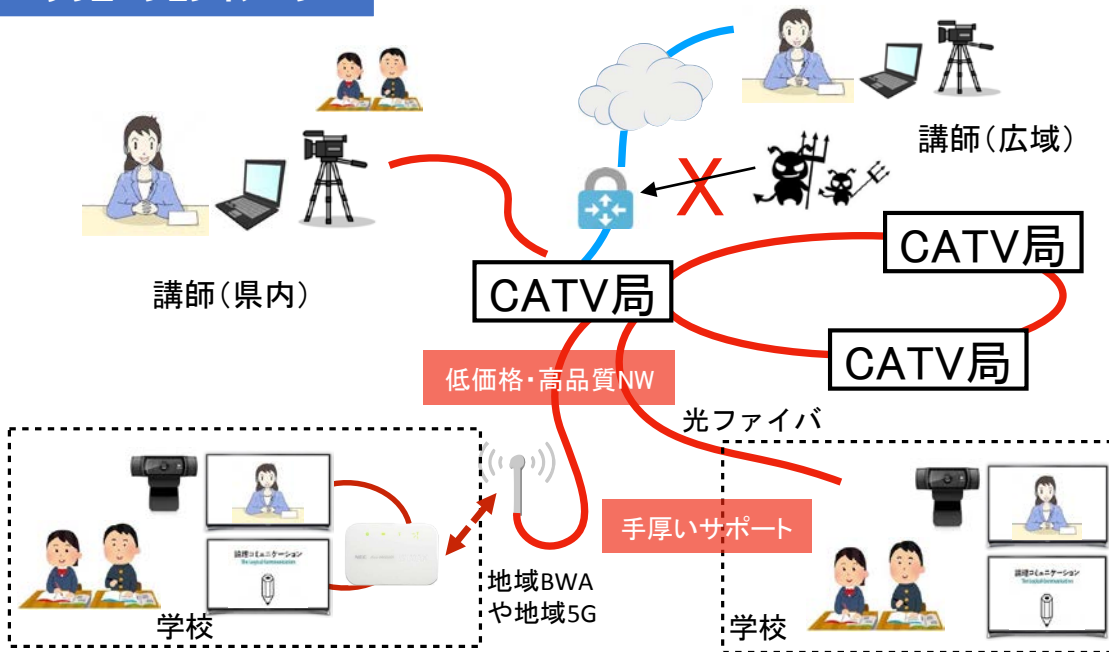 講師（広域）
講師（県内）
CATV局
CATV局
CATV局
低価格・高品質NW
光ファイバ
手厚いサポート
論理コミュニケーション
地域BWA
や地域5G
学校
論理コミュニケーション
学校